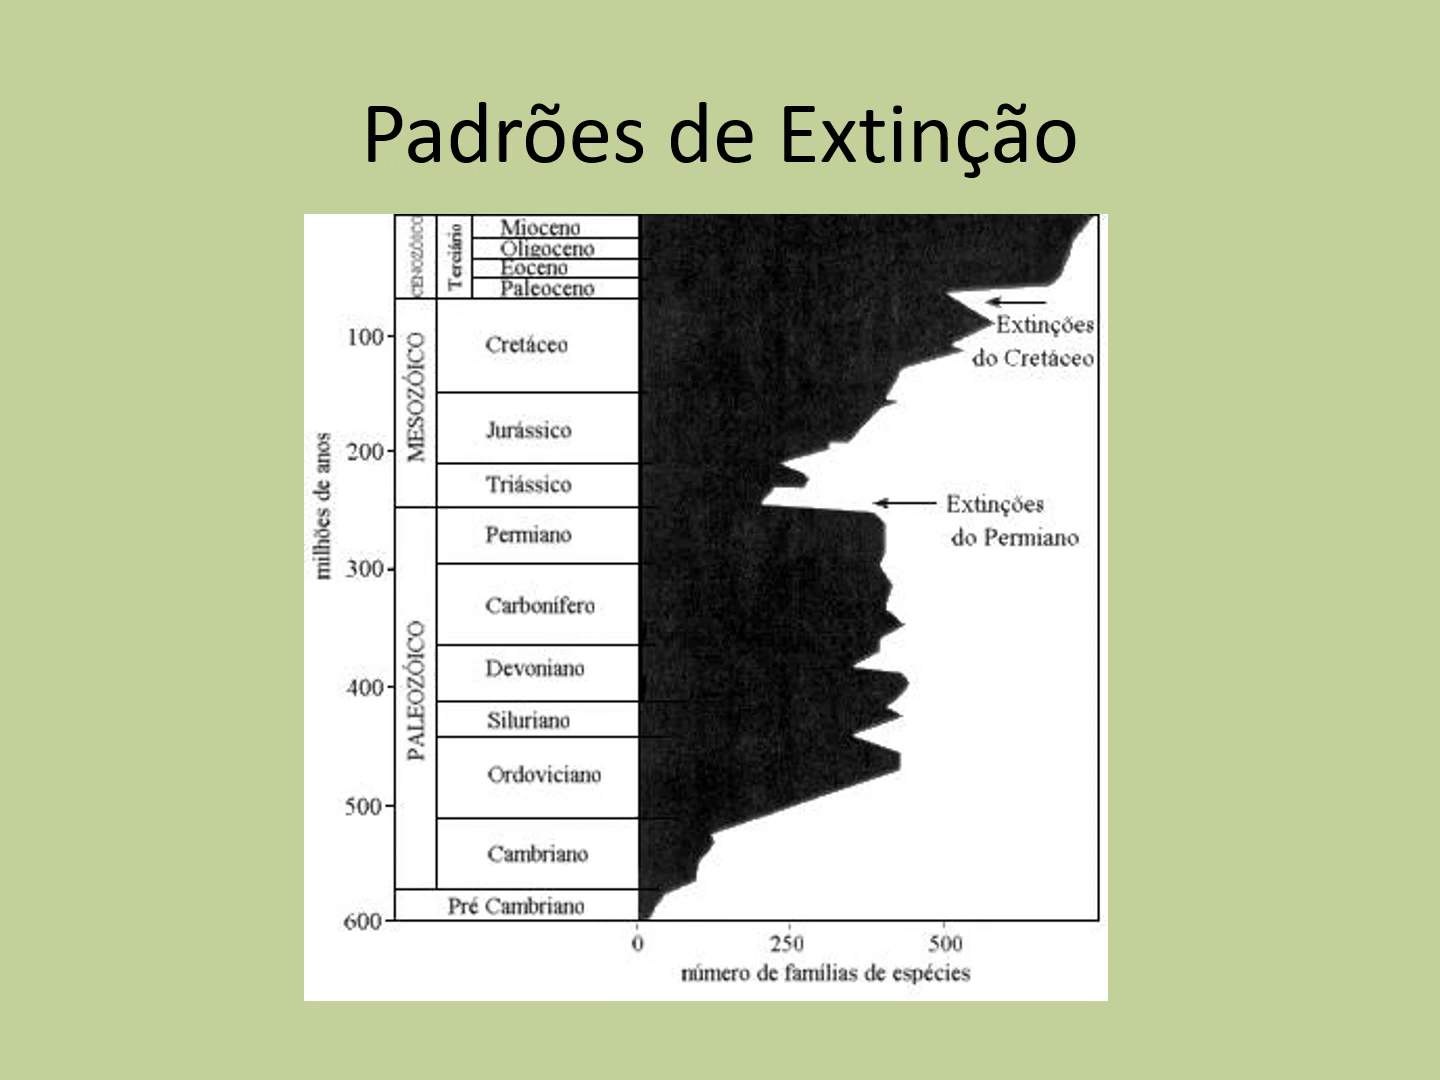 Padrões de Extinção
CENOZÓICO
Terciário
Mioceno
Oligoceno
Eoceno
Paleoceno
MESOZÓICO
Cretáceo
Jurássico
Triássico
PALEOZÓICO
Permiano
Carbonífero
Devoniano
Siluriano
Ordoviciano
Cambriano
Pré Cambriano
milhões de anos
100
200
300
400
500
600
Extinções
do Cretáceo
Extinções
do Permiano
0
250
500
número de famílias de espécies